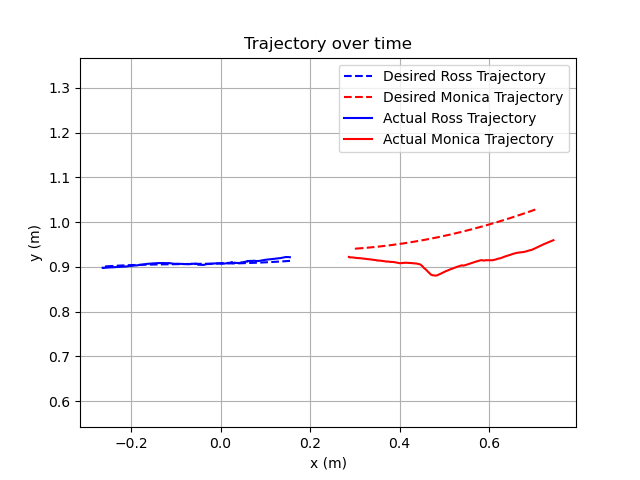 Trajectory over time
Desired Ross Trajectory
Desired Monica Trajectory
Actual Ross Trajectory
Actual Monica Trajectory
y (m)
1.3
1.2
1.1
1.0
0.9
0.8
0.7
0.6
−0.2 0.0 0.2 0.4 0.6
x (m)